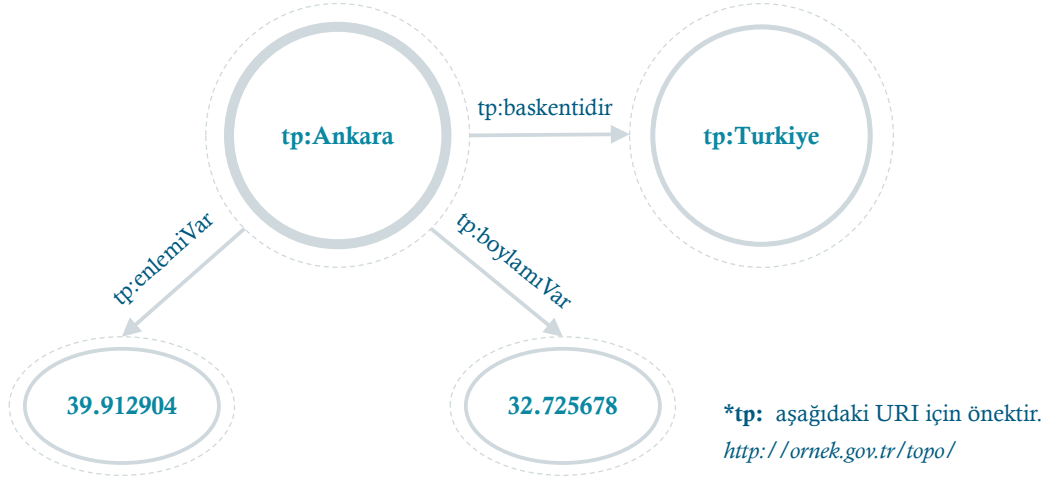 tp:Ankara
tp:baskentidir
tp:Turkiye
tp:enlemiVar
tp:boylamıVar
39.912904
32.725678
*tp: aşağıdaki URI için önektir.
http://ornek.gov.tr/topo/